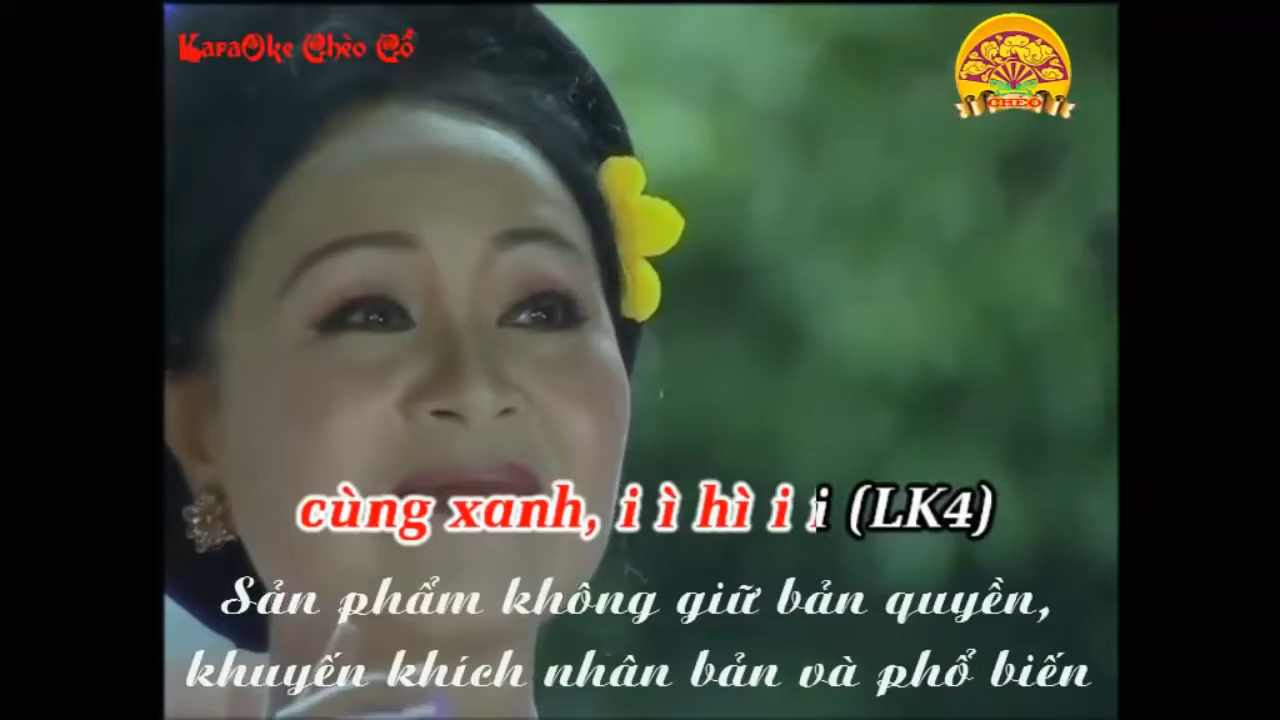 KaraOke Chèo Cổ
CHÈO
cùng xanh, i ì hì i i (LK4)
Sản phẩm không giữ bản quyền,
khuyến khích nhân bản và phổ biến